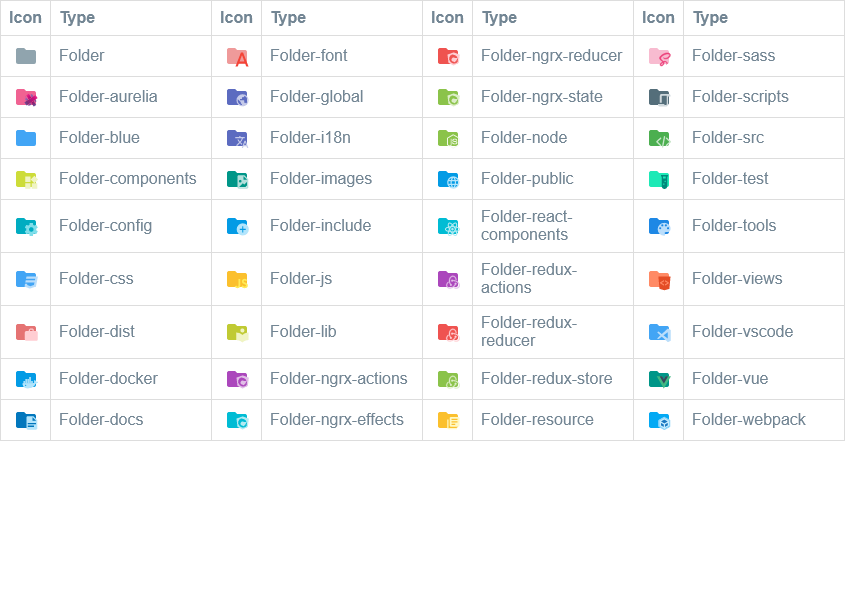 Icon Type Icon Type Icon Type Icon Type
Folder Folder-font Folder-ngrx-reducer Folder-sass
Folder-aurelia Folder-global Folder-ngrx-state Folder-scripts
Folder-blue Folder-i18n Folder-node Folder-src
Folder-components Folder-images Folder-public Folder-test
Folder-config Folder-include Folder-react-
components Folder-tools
Folder-css Folder-js Folder-redux-
actions Folder-views
Folder-dist Folder-lib Folder-redux-
reducer Folder-vscode
Folder-docker Folder-ngrx-actions Folder-redux-store Folder-vue
Folder-docs Folder-ngrx-effects Folder-resource Folder-webpack